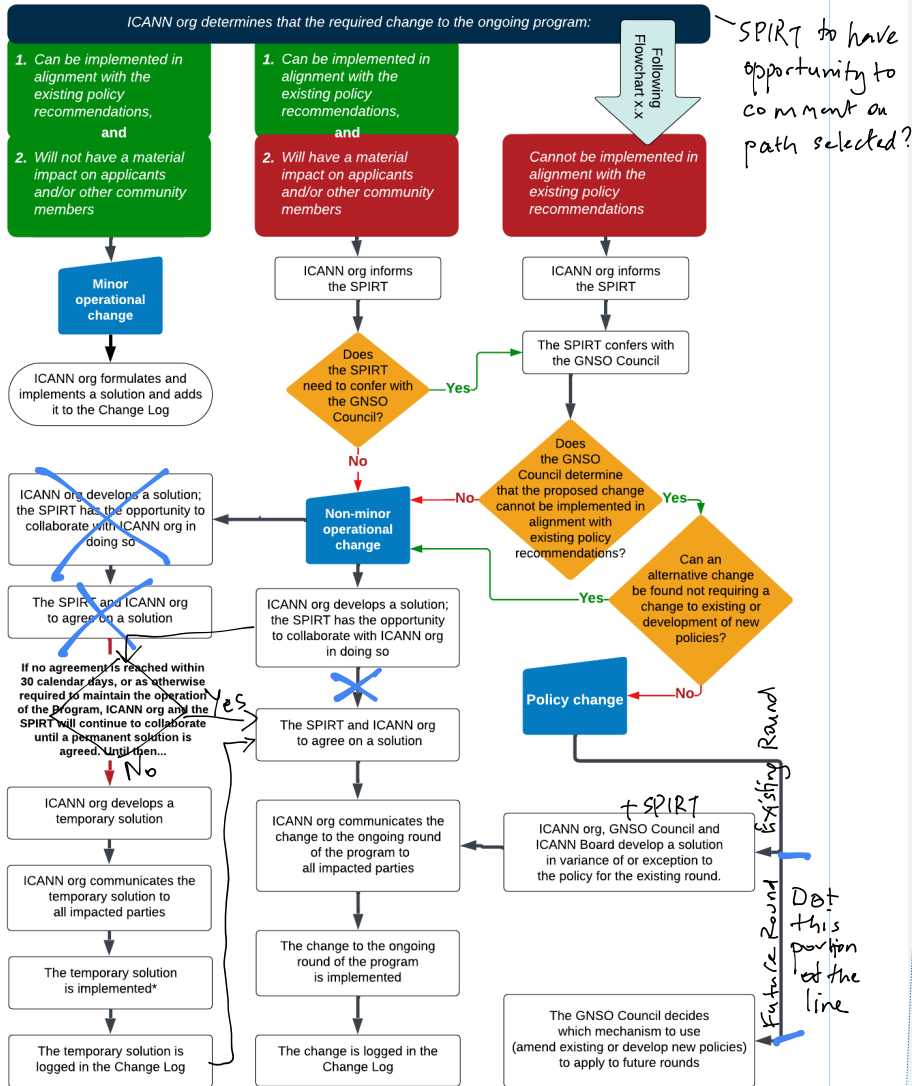 ICANN org determines that the required change to the ongoing program:
SPIRT to have
opportunity to
comment on
path selected?
Following
Flowchart x.x
1. Can be implemented in
alignment with the
existing policy
recommendations,
and
2. Will not have a material
impact on applicants
and/or other community
members
1. Can be implemented in
alignment with the
existing policy
recommendations,
and
2. Will have a material
impact on applicants
and/or other community
members
Cannot be implemented in
alignment with the
existing policy
recommendations
Minor
operational
change
ICANN org formulates and
implements a solution and adds
it to the Change Log
ICANN org informs
the SPIRT
Does
the SPIRT
need to confer with
the GNSO
Council?
Yes
No
ICANN org informs
the SPIRT
The SPIRT confers with
the GNSO Council
Does
the GNSO
Council determine
that the proposed change
cannot be implemented in
alignment with
existing policy
recommendations?
No
Yes
Can an
alternative change
be found not requiring a
change to existing or
development of new
policies?
Yes
No
Non-minor
operational
change
ICANN org develops a solution;
the SPIRT has the opportunity to
collaborate with ICANN org in
doing so
The SPIRT and ICANN org
to agree on a solution
If no agreement is reached within
30 calendar days, or as otherwise
required to maintain the operation
of the Program, ICANN org and the
SPIRT will continue to collaborate
until a permanent solution is
agreed. Until then...
Yes
No
ICANN org develops a
temporary solution
ICANN org communicates the
temporary solution to
all impacted parties
The temporary solution
is implemented*
The temporary solution is
logged in the Change Log
ICANN org develops a solution;
the SPIRT has the opportunity
to collaborate with ICANN org
in doing so
The SPIRT and ICANN org
to agree on a solution
ICANN org communicates the
change to the ongoing round
of the program to
all impacted parties
The change to the ongoing
round of the program
is implemented
The change is logged in the
Change Log
Policy change
Existing Round
+ SPIRT
ICANN org, GNSO Council and
ICANN Board develop a solution
in variance of or exception to
the policy for the existing round.
Future Round
Dot
this
portion
of the
line
The GNSO Council decides
which mechanism to use
(amend existing or develop new policies)
to apply to future rounds